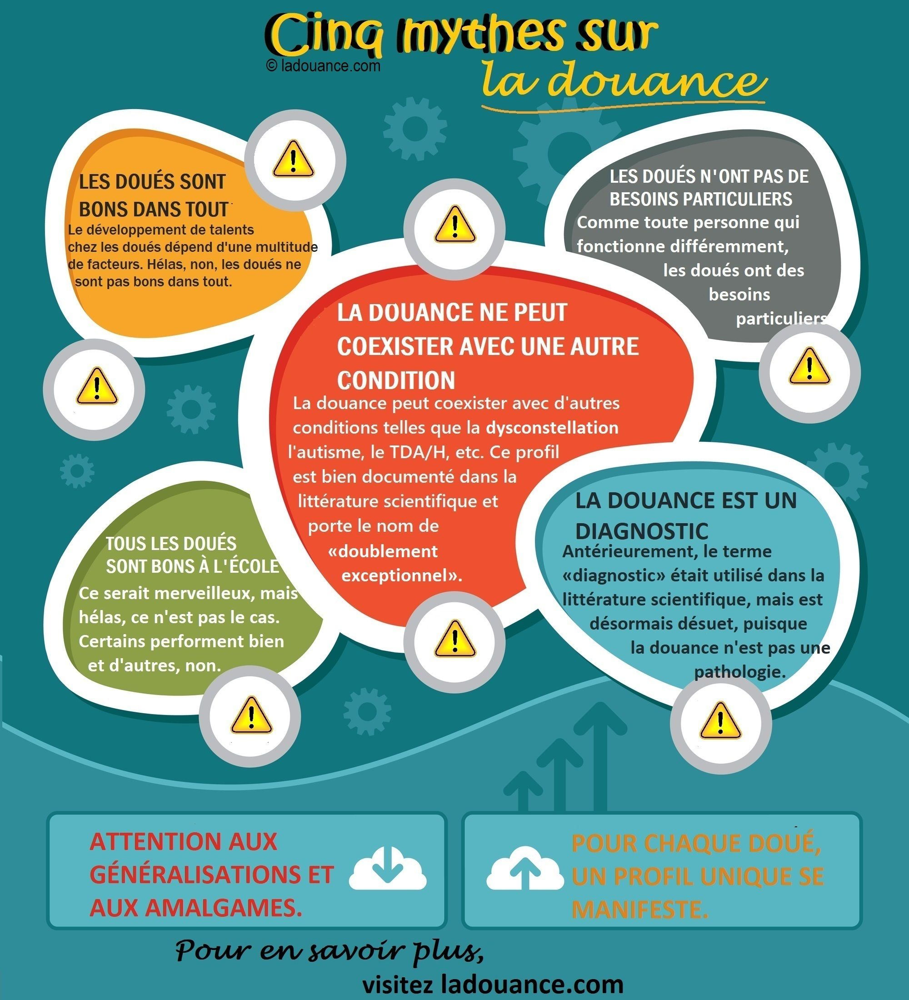 Cinq mythes sur
© ladouance.com
la douance
LES DOUÉS SONT
BONS DANS TOUT
Le développement de talents
chez les doués dépend d'une multitude
de facteurs. Hélas, non, les doués ne
sont pas bons dans tout.
LES DOUÉS N'ONT PAS DE
BESOINS PARTICULIERS
Comme toute personne qui
fonctionne différemment,
les doués ont des
besoins
particuliers
LA DOUANCE NE PEUT
COEXISTER AVEC UNE AUTRE
CONDITION
La douance peut coexister avec d'autres
conditions telles que la dysconstellation
l'autisme, le TDA/H, etc. Ce profil
est bien documenté dans la
littérature scientifique et
porte le nom de
«doublement
exceptionnel».
TOUS LES DOUÉS
SONT BONS À L'ÉCOLE
Ce serait merveilleux, mais
hélas, ce n'est pas le cas.
Certains performent bien
et d'autres, non.
LA DOUANCE EST UN
DIAGNOSTIC
Antérieurement, le terme
«diagnostic» était utilisé dans la
littérature scientifique, mais est
désormais désuet, puisque
la douance n'est pas une
pathologie.
ATTENTION AUX
GÉNÉRALISATIONS ET
AUX AMALGAMES.
POUR CHAQUE DOUÉ,
UN PROFIL UNIQUE SE
MANIFESTE.
Pour en savoir plus,
visitez ladouance.com